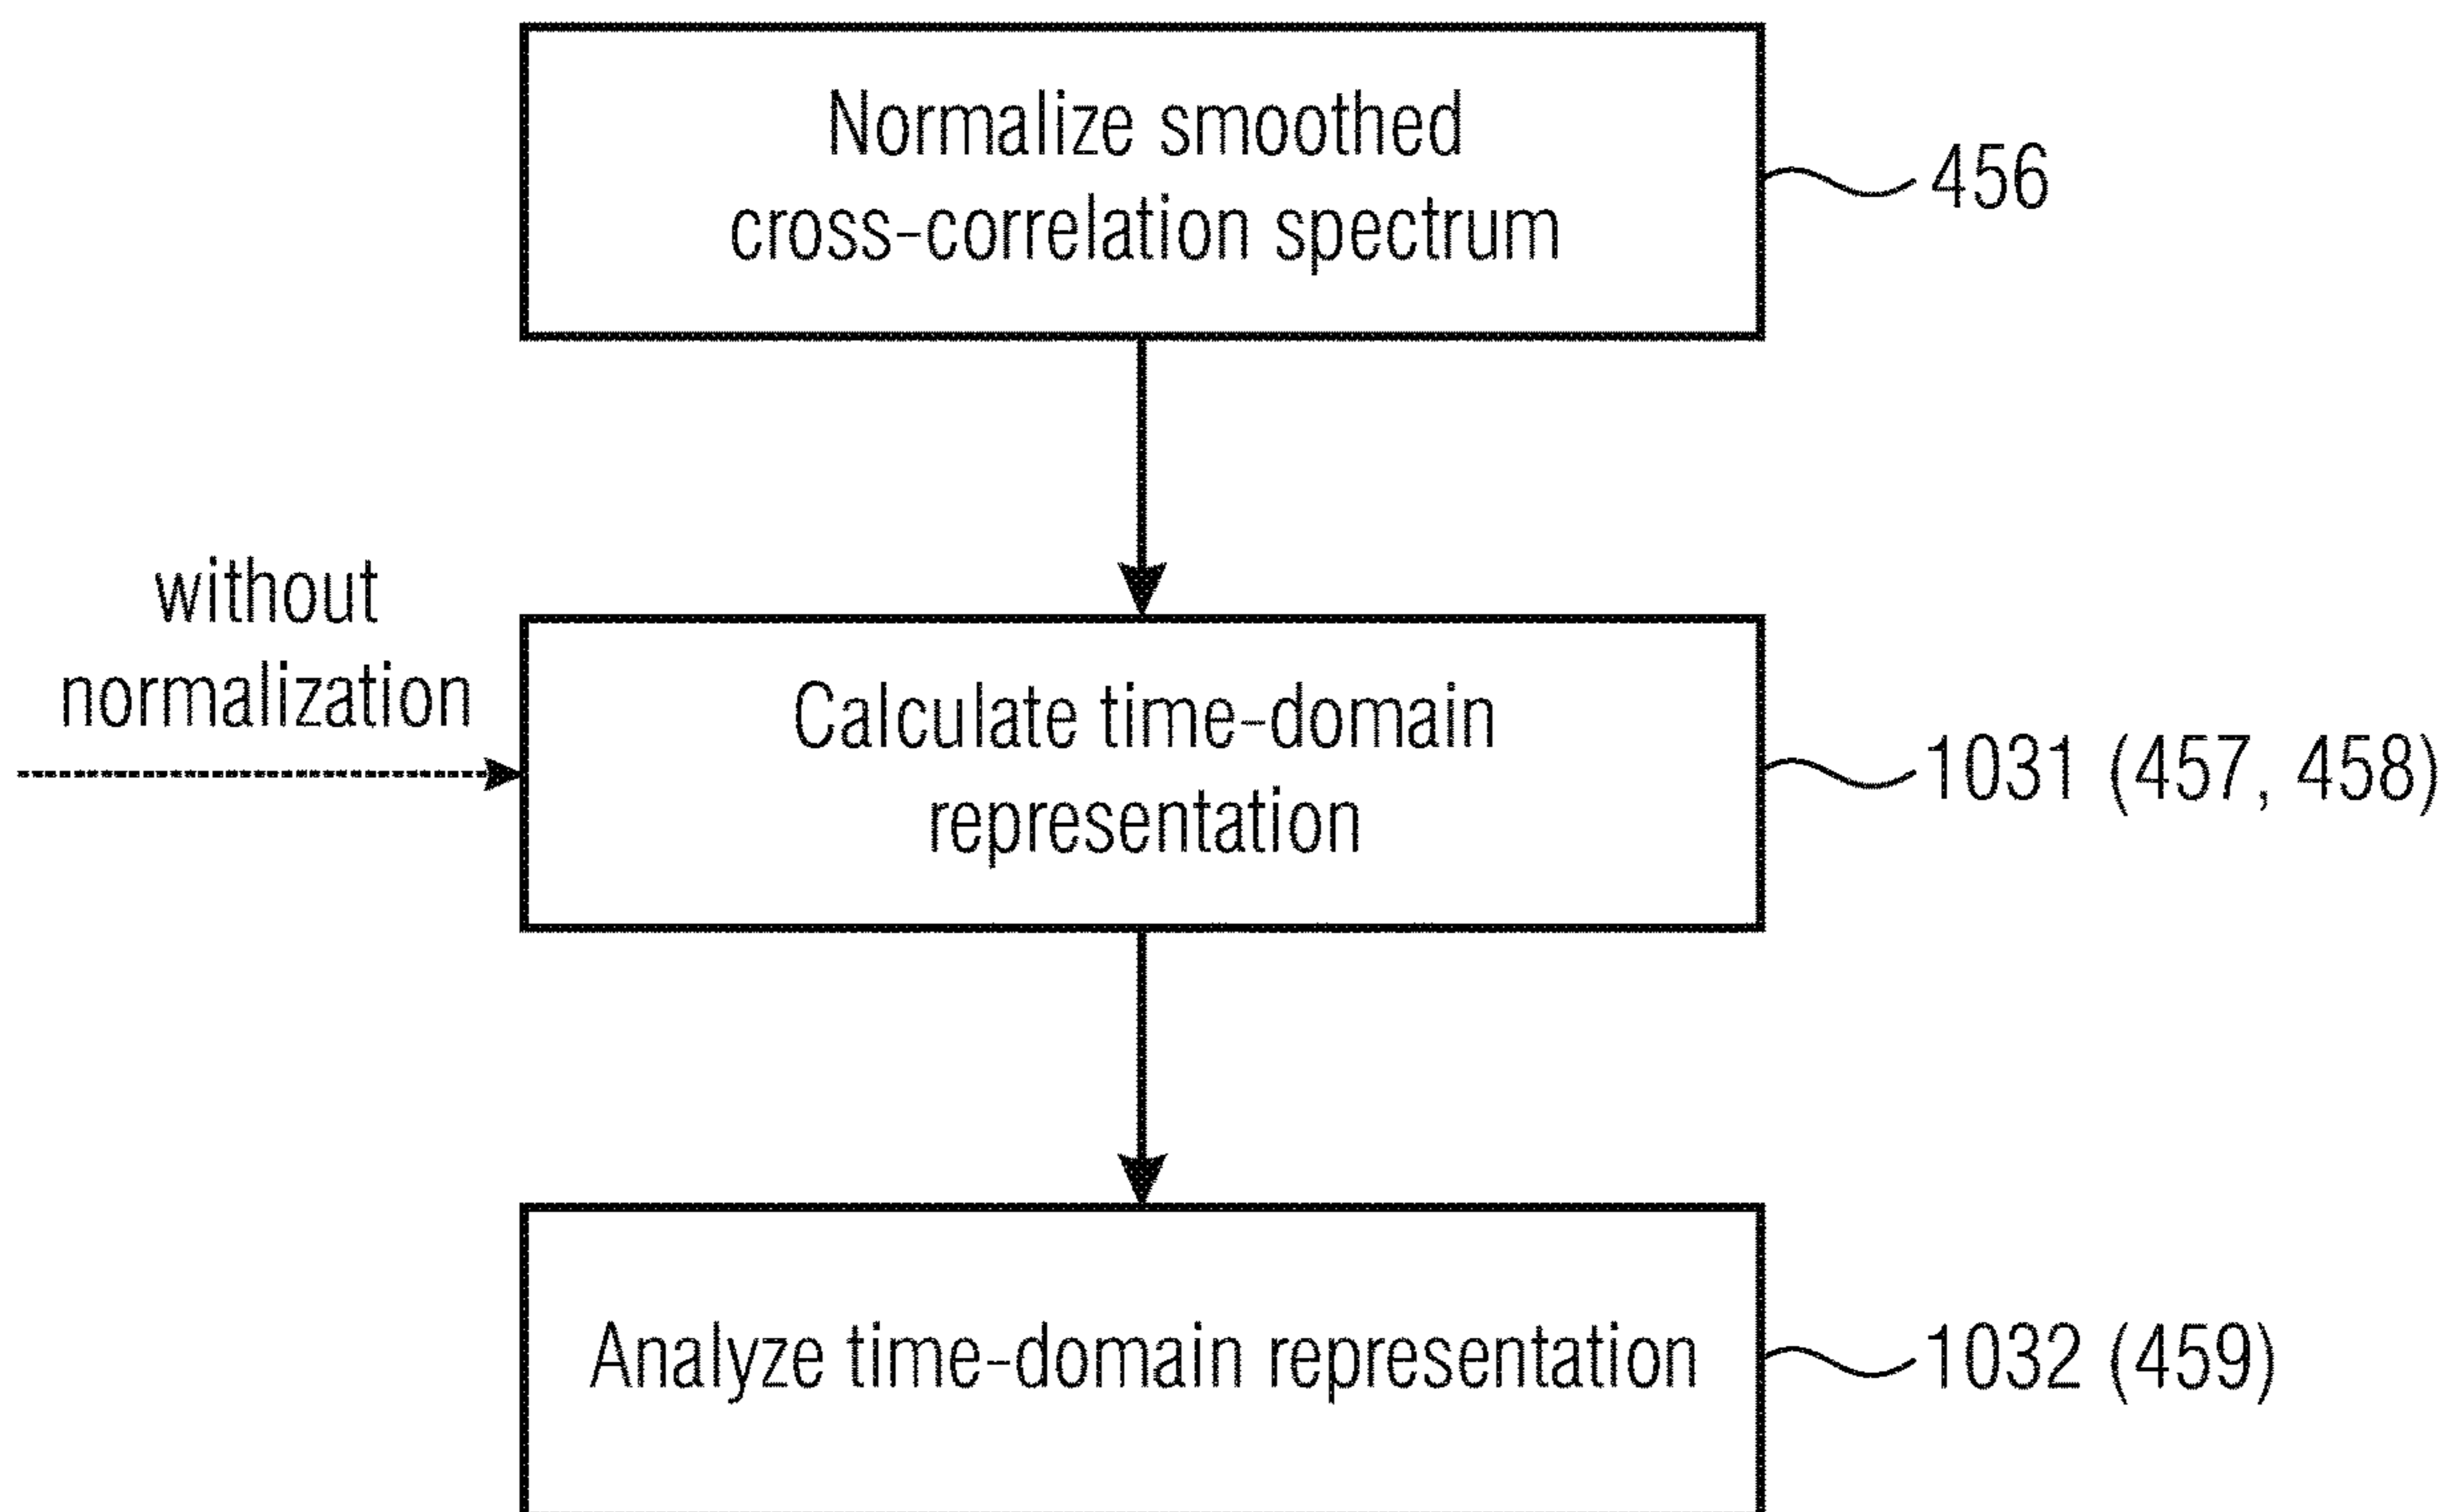 Normalize smoothed
cross-correlation spectrum
456
without
normalization
Calculate time-domain
representation
1031 (457, 458)
Analyze time-domain representation
1032 (459)